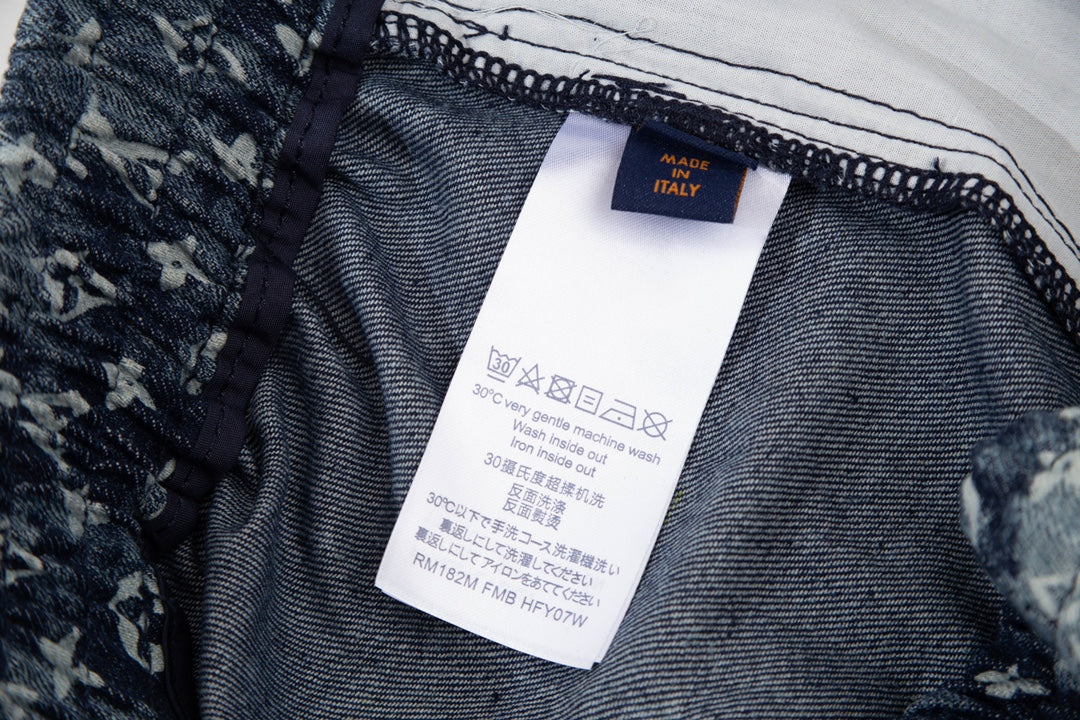 MADE
IN
ITALY
30
30°C very gentle machine wash
Wash inside out
Iron inside out
30摄氏度超揉机洗
反面洗涤
反面熨烫
30℃以下で手洗コース洗濯機洗い
裏返しにして洗濯してください
裏返しにしてアイロンをあててください
RM182M FMB HFY07W